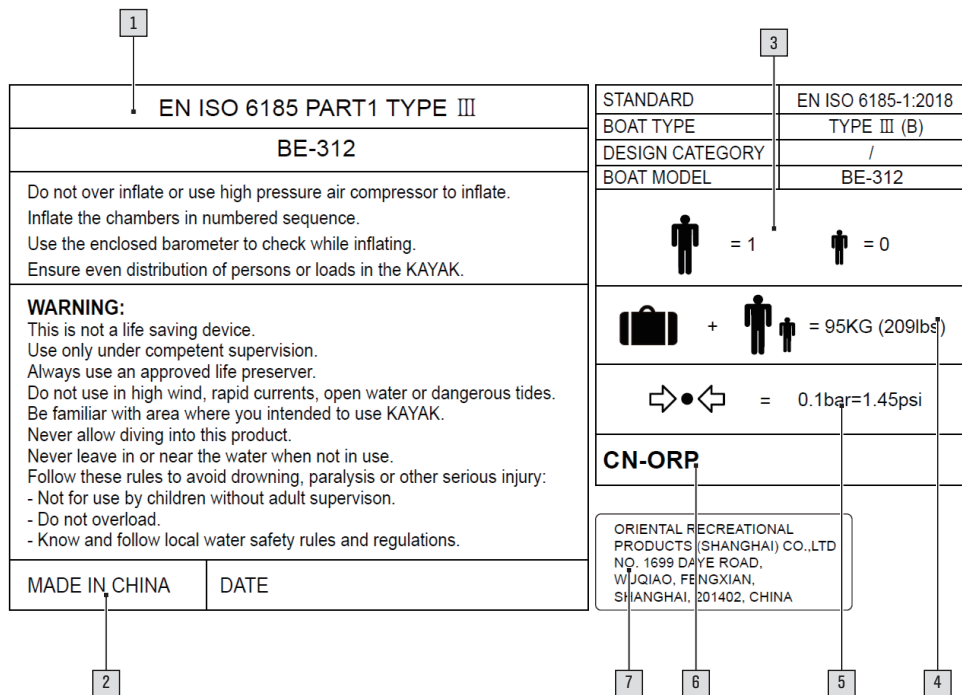 1
3
EN ISO 6185 PART1 TYPE Ⅲ
BE-312
Do not over inflate or use high pressure air compressor to inflate.
Inflate the chambers in numbered sequence.
Use the enclosed barometer to check while inflating.
Ensure even distribution of persons or loads in the KAYAK.
WARNING:
This is not a life saving device.
Use only under competent supervision.
Always use an approved life preserver.
Do not use in high wind, rapid currents, open water or dangerous tides.
Be familiar with area where you intended to use KAYAK.
Never allow diving into this product.
Never leave in or near the water when not in use.
Follow these rules to avoid drowning, paralysis or other serious injury:
- Not for use by children without adult supervison.
- Do not overload.
- Know and follow local water safety rules and regulations.
MADE IN CHINA DATE
STANDARD EN ISO 6185-1:2018
BOAT TYPE TYPE Ⅲ (B)
DESIGN CATEGORY /
BOAT MODEL BE-312
= 1 = 0
+ = 95KG (209lbs)
= 0.1bar=1.45psi
CN-ORP
ORIENTAL RECREATIONAL
PRODUCTS (SHANGHAI) CO.,LTD
NO. 1699 DAYE ROAD,
WUQIAO, FENGXIAN,
SHANGHAI, 201402, CHINA
2 7 6 5 4